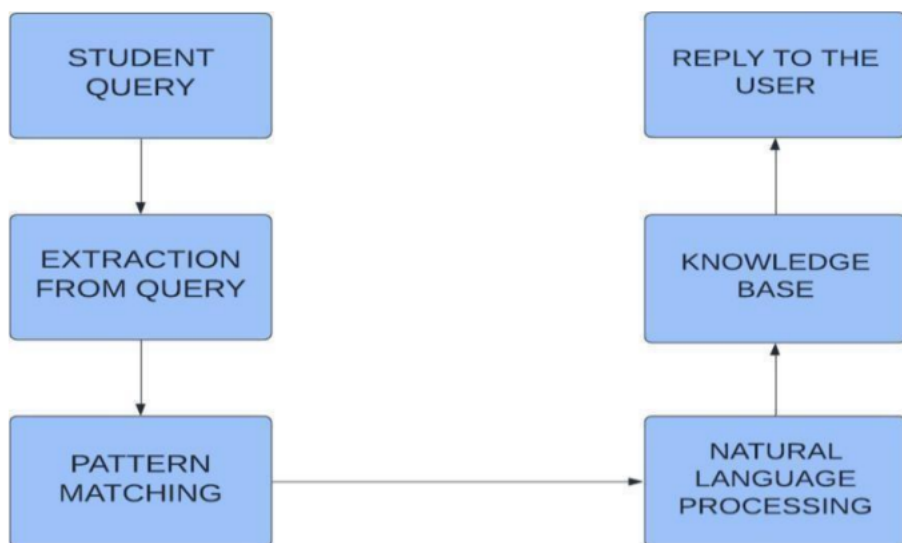 STUDENT
QUERY
EXTRACTION
FROM QUERY
PATTERN
MATCHING
NATURAL
LANGUAGE
PROCESSING
KNOWLEDGE
BASE
REPLY TO THE
USER